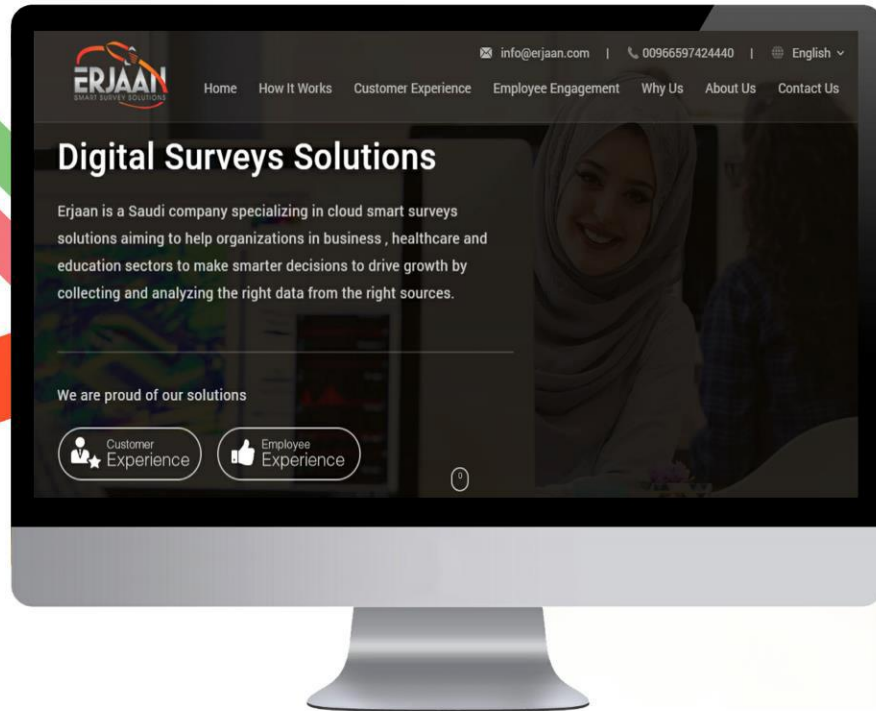 info@erjaan.com | 00966597424440 | English
ERJAAN
SMART SURVEY SOLUTIONS
Home How It Works Customer Experience Employee Engagement Why Us About Us Contact Us
Digital Surveys Solutions
Erjaan is a Saudi company specializing in cloud smart surveys
solutions aiming to help organizations in business , healthcare and
education sectors to make smarter decisions to drive growth by
collecting and analyzing the right data from the right sources.
We are proud of our solutions
Customer
Experience
Employee
Experience